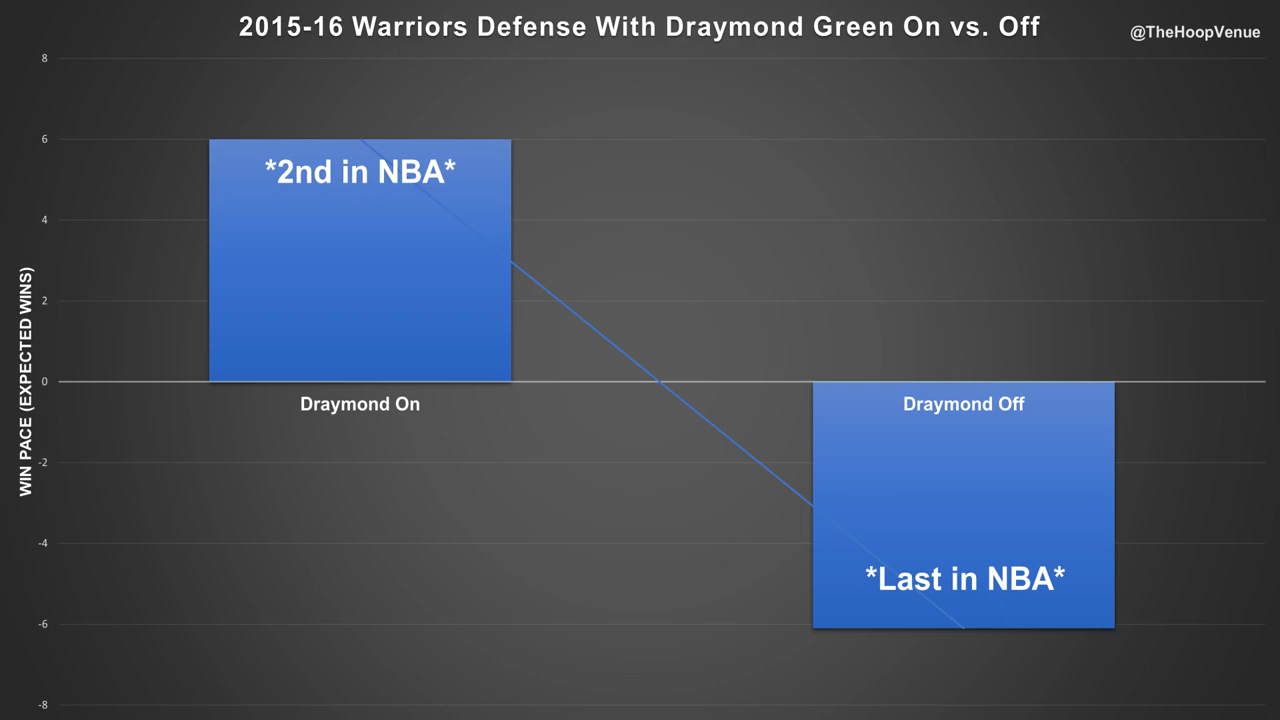 2015-16 Warriors Defense With Draymond Green On vs. Off
@TheHoopVenue
8
6
4
2
0
-2
-4
-6
-8
WIN PACE (EXPECTED WINS)
*2nd in NBA*
Draymond On
Draymond Off
*Last in NBA*